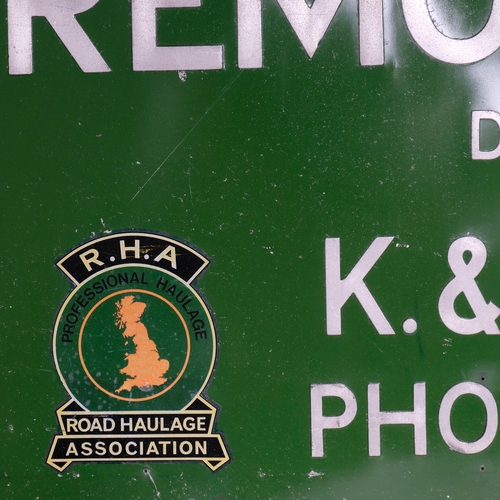 REMO
D
K. &
PHO
R.H.A
PROFESSIONAL HAULAGE
ROAD HAULAGE
ASSOCIATION